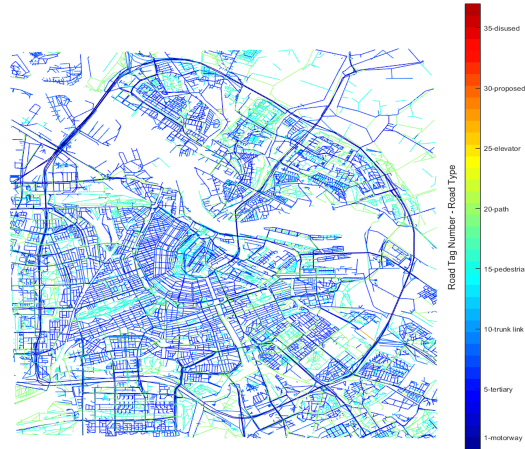 35-disused
30-proposed
25-elevator
20-path
15-pedestria
10-trunk link
5-tertiary
1-motorway
Road Tag Number - Road Type